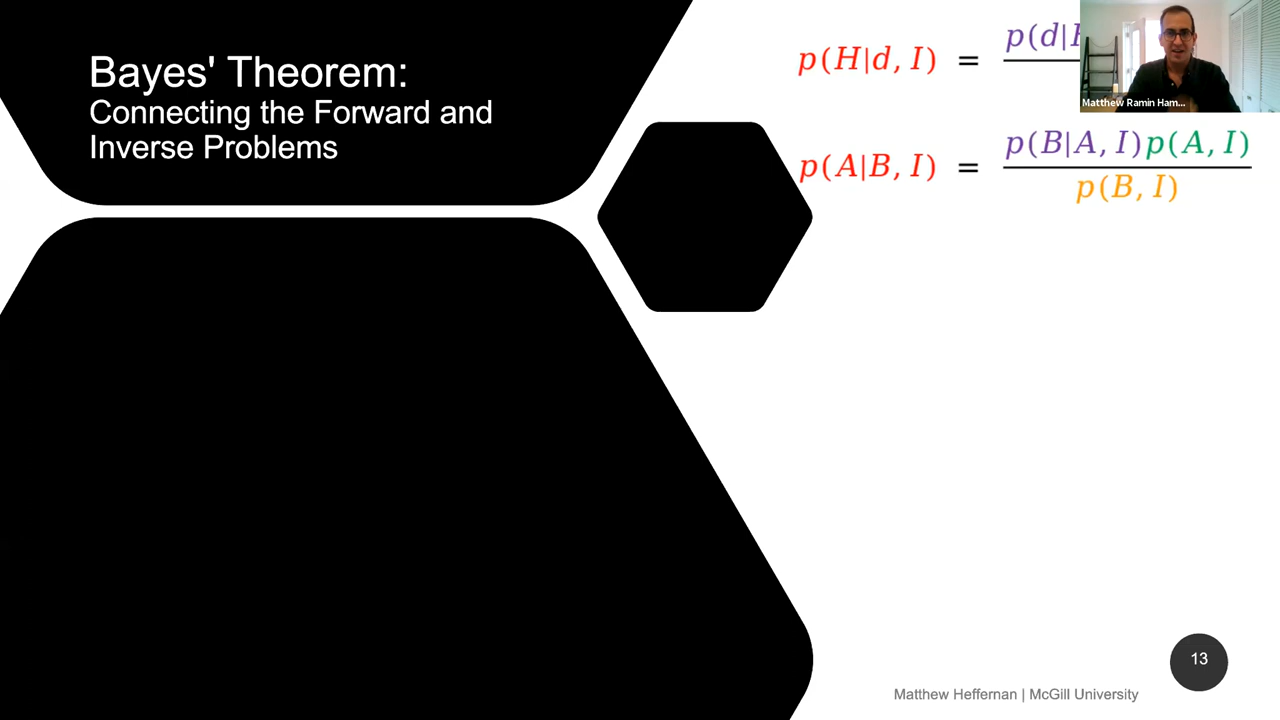 Bayes' Theorem:
Connecting the Forward and
Inverse Problems
p(H|d, I) = p(d|
p(A|B, I) = p(B|A, I)p(A, I)
p(B, I)
Matthew Ramin Ham...
13
Matthew Heffernan | McGill University